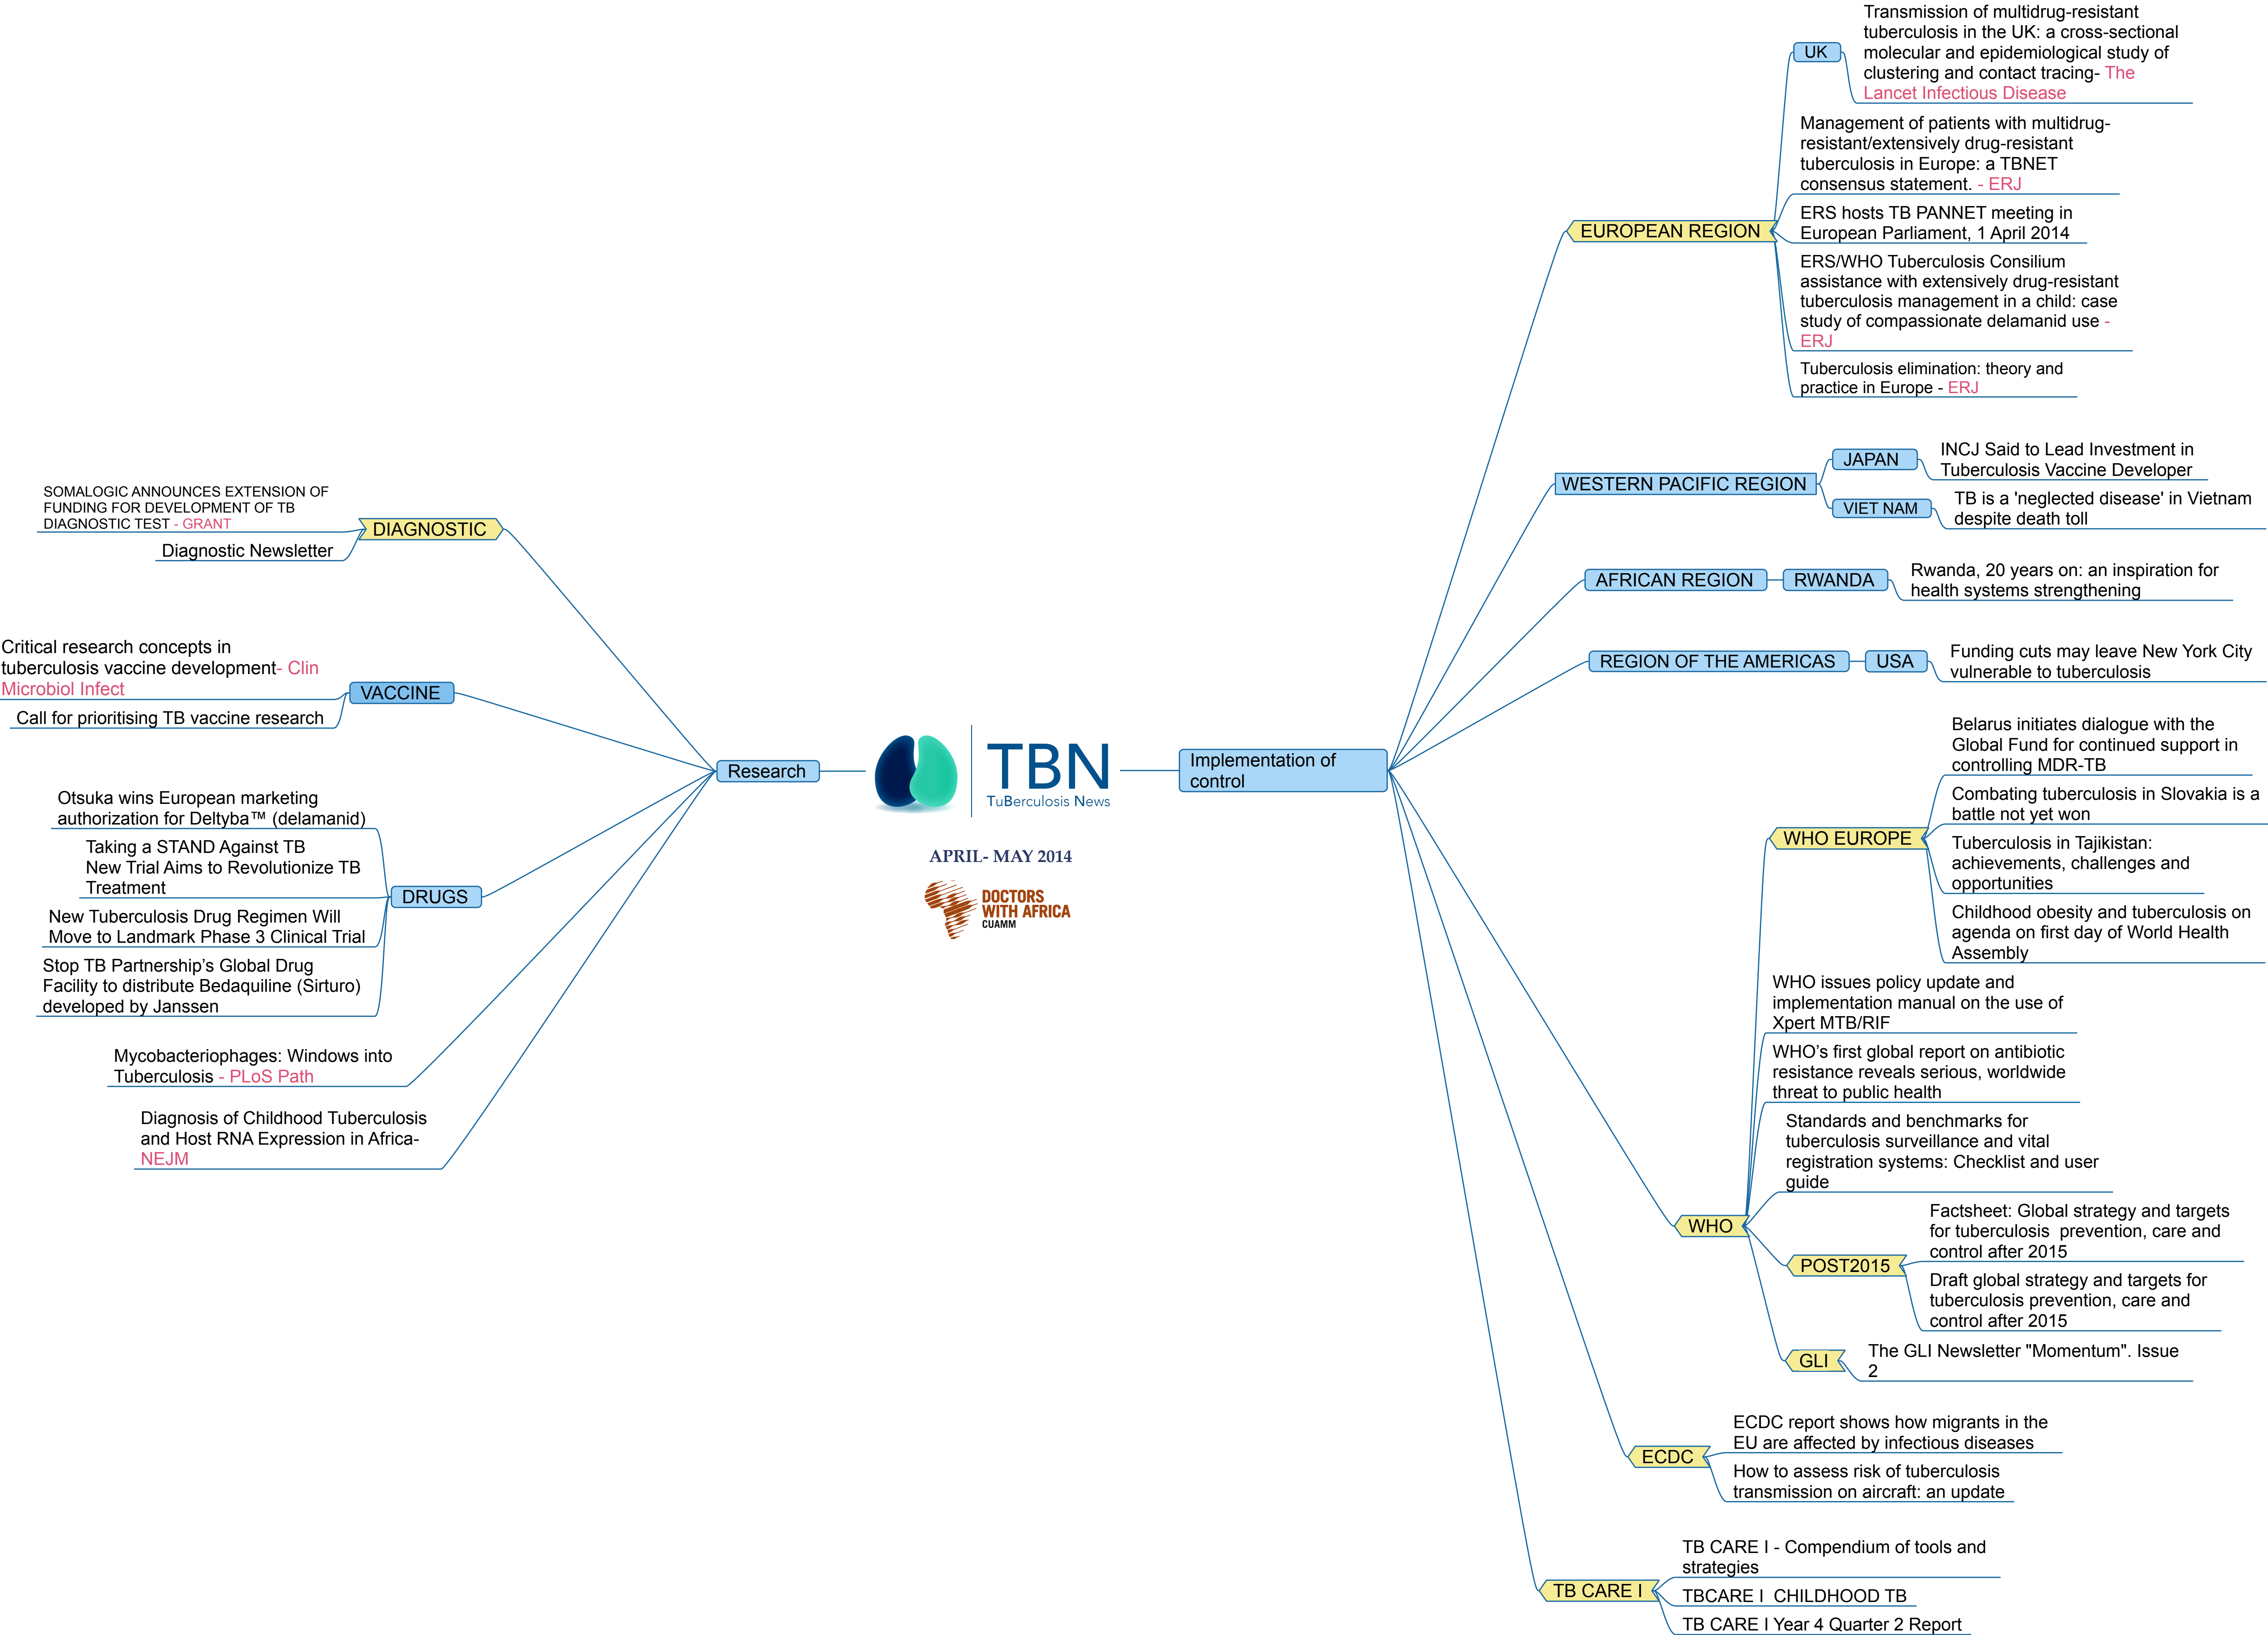 SOMALOGIC ANNOUNCES EXTENSION OF
FUNDING FOR DEVELOPMENT OF TB
DIAGNOSTIC TEST - GRANT
Diagnostic Newsletter
DIAGNOSTIC
Critical research concepts in
tuberculosis vaccine development- Clin
Microbiol Infect
Call for prioritising TB vaccine research
VACCINE
Otsuka wins European marketing
authorization for Deltyba™ (delamanid)
Taking a STAND Against TB
New Trial Aims to Revolutionize TB
Treatment
New Tuberculosis Drug Regimen Will
Move to Landmark Phase 3 Clinical Trial
Stop TB Partnership's Global Drug
Facility to distribute Bedaquiline (Sirturo)
developed by Janssen
DRUGS
Mycobacteriophages: Windows into
Tuberculosis - PLoS Path
Diagnosis of Childhood Tuberculosis
and Host RNA Expression in Africa-
NEJM
Research
TBN
TuBerculosis News
APRIL- MAY 2014
DOCTORS
WITH AFRICA
CUAMM
Implementation of
control
EUROPEAN REGION
UK
Transmission of multidrug-resistant
tuberculosis in the UK: a cross-sectional
molecular and epidemiological study of
clustering and contact tracing- The
Lancet Infectious Disease
Management of patients with multidrug-
resistant/extensively drug-resistant
tuberculosis in Europe: a TBNET
consensus statement. - ERJ
ERS hosts TB PANNET meeting in
European Parliament, 1 April 2014
ERS/WHO Tuberculosis Consilium
assistance with extensively drug-resistant
tuberculosis management in a child: case
study of compassionate delamanid use -
ERJ
Tuberculosis elimination: theory and
practice in Europe - ERJ
WESTERN PACIFIC REGION
JAPAN
INCJ Said to Lead Investment in
Tuberculosis Vaccine Developer
VIET NAM
TB is a 'neglected disease' in Vietnam
despite death toll
AFRICAN REGION
RWANDA
Rwanda, 20 years on: an inspiration for
health systems strengthening
REGION OF THE AMERICAS
USA
Funding cuts may leave New York City
vulnerable to tuberculosis
WHO
WHO EUROPE
Belarus initiates dialogue with the
Global Fund for continued support in
controlling MDR-TB
Combating tuberculosis in Slovakia is a
battle not yet won
Tuberculosis in Tajikistan:
achievements, challenges and
opportunities
Childhood obesity and tuberculosis on
agenda on first day of World Health
Assembly
WHO issues policy update and
implementation manual on the use of
Xpert MTB/RIF
WHO's first global report on antibiotic
resistance reveals serious, worldwide
threat to public health
Standards and benchmarks for
tuberculosis surveillance and vital
registration systems: Checklist and user
guide
POST2015
Factsheet: Global strategy and targets
for tuberculosis  prevention, care and
control after 2015
Draft global strategy and targets for
tuberculosis prevention, care and
control after 2015
GLI
The GLI Newsletter "Momentum". Issue
2
ECDC
ECDC report shows how migrants in the
EU are affected by infectious diseases
How to assess risk of tuberculosis
transmission on aircraft: an update
TB CARE I
TB CARE I - Compendium of tools and
strategies
TBCARE I  CHILDHOOD TB
TB CARE I Year 4 Quarter 2 Report